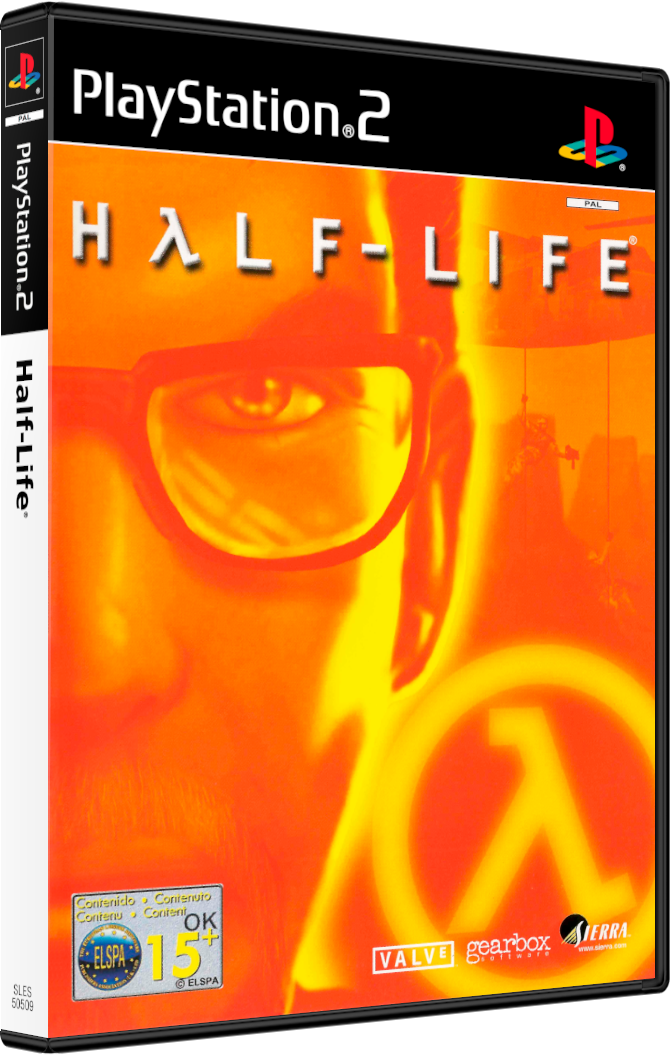 PAL
PlayStation®2
Half-Life®
SLES
50509
PlayStation®2
®
PAL
HλLF-LIFE®
Contenido • Contenuto
Contenu • Content
OK
ELSPA
15+
© ELSPA
VALVE
gearbox
software
SIERRA
www.sierra.com